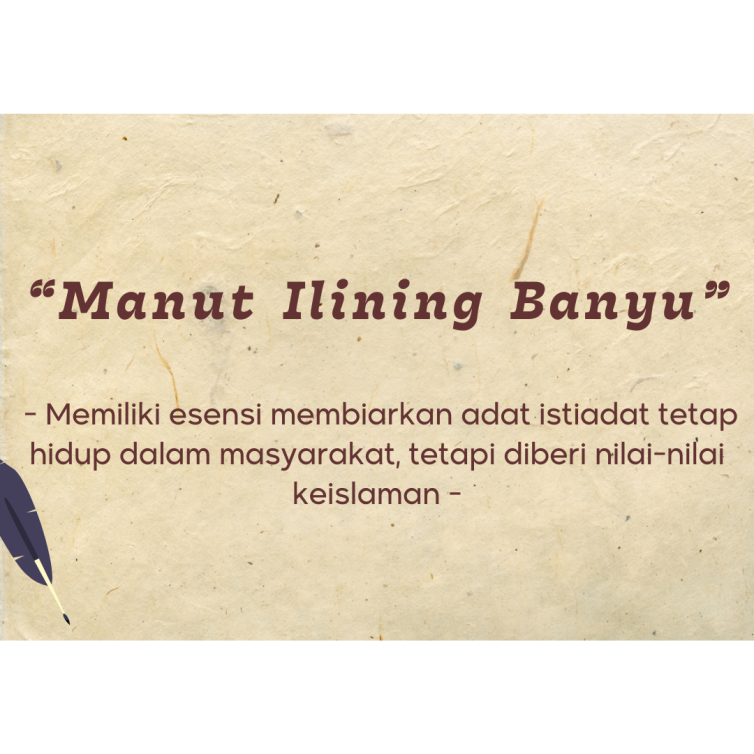 “Manut Ilining Banyu”
- Memiliki esensi membiarkan adat istiadat tetap
hidup dalam masyarakat, tetapi diberi nilai-nilai
keislaman -